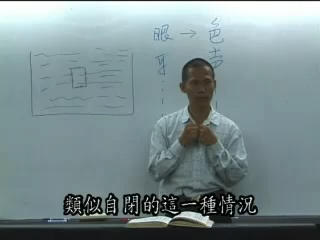 眼→色
耳 声
類似自閉的這一種情況